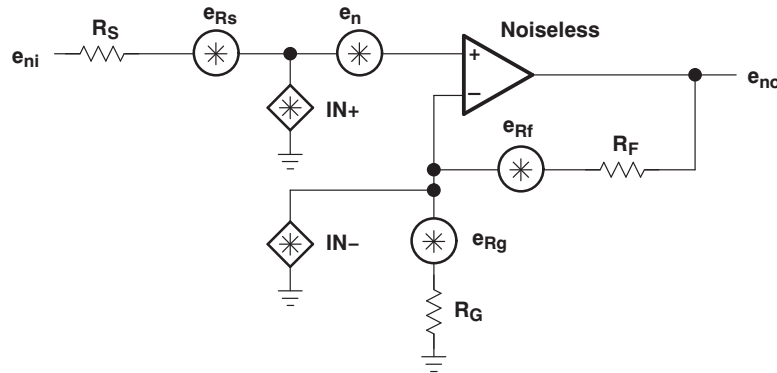 eRs
en
Noiseless
eni
RS
+
eno
IN+
−
eRf
RF
IN−
eRg
RG